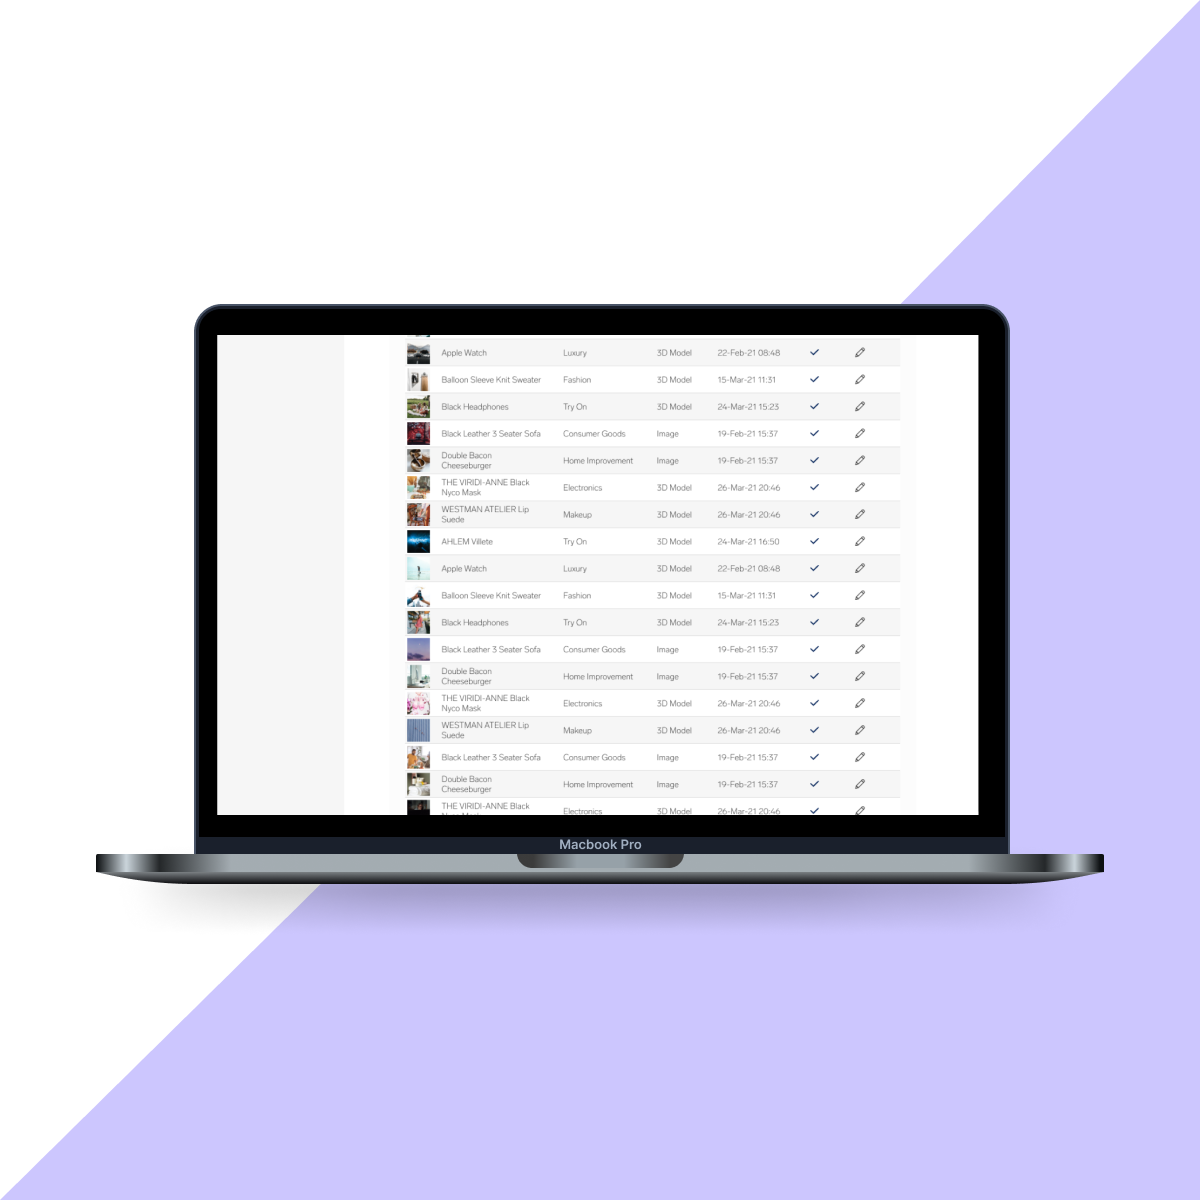 Apple Watch Luxury 3D Model 22-Feb-21 08:48
Balloon Sleeve Knit Sweater Fashion 3D Model 15-Mar-21 11:31
Black Headphones Try On 3D Model 24-Mar-21 15:23
Black Leather 3 Seater Sofa Consumer Goods Image 19-Feb-21 15:37
Double Bacon
Cheeseburger Home Improvement Image 19-Feb-21 15:37
THE VIRIDI-ANNE Black
Nyco Mask Electronics 3D Model 26-Mar-21 20:46
WESTMAN ATELIER Lip
Suede Makeup 3D Model 26-Mar-21 20:46
AHLEM Villete Try On 3D Model 24-Mar-21 16:50
Apple Watch Luxury 3D Model 22-Feb-21 08:48
Balloon Sleeve Knit Sweater Fashion 3D Model 15-Mar-21 11:31
Black Headphones Try On 3D Model 24-Mar-21 15:23
Black Leather 3 Seater Sofa Consumer Goods Image 19-Feb-21 15:37
Double Bacon
Cheeseburger Home Improvement Image 19-Feb-21 15:37
THE VIRIDI-ANNE Black
Nyco Mask Electronics 3D Model 26-Mar-21 20:46
WESTMAN ATELIER Lip
Suede Makeup 3D Model 26-Mar-21 20:46
Black Leather 3 Seater Sofa Consumer Goods Image 19-Feb-21 15:37
Double Bacon
Cheeseburger Home Improvement Image 19-Feb-21 15:37
THE VIRIDI-ANNE Black
Electronics 3D Model 26-Mar-21 20:46
Macbook Pro